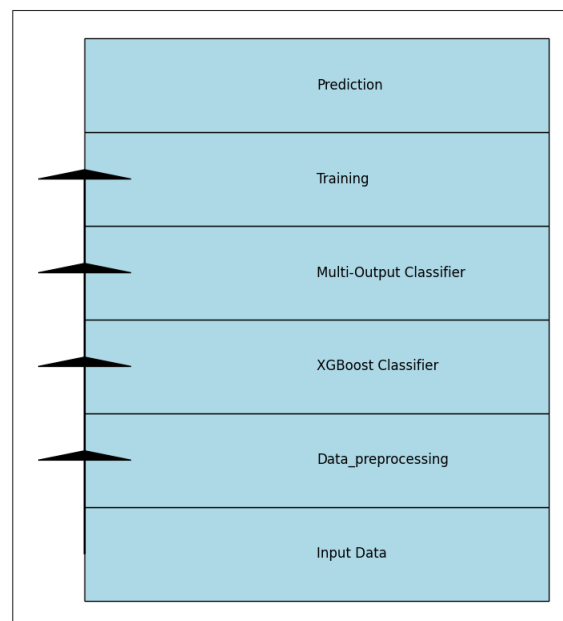 Prediction
Training
Multi-Output Classifier
XGBoost Classifier
Data_preprocessing
Input Data